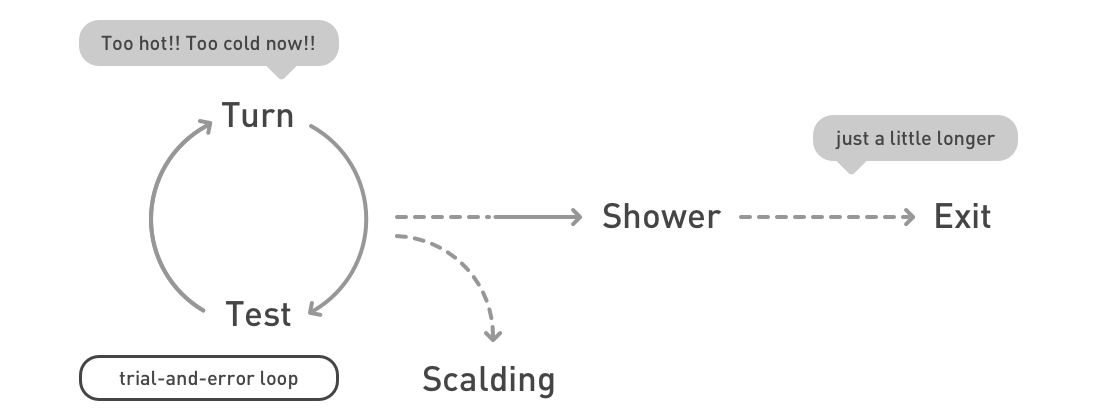 Too hot!! Too cold now!!
Turn
just a little longer
Shower
Exit
Test
trial-and-error loop
Scalding